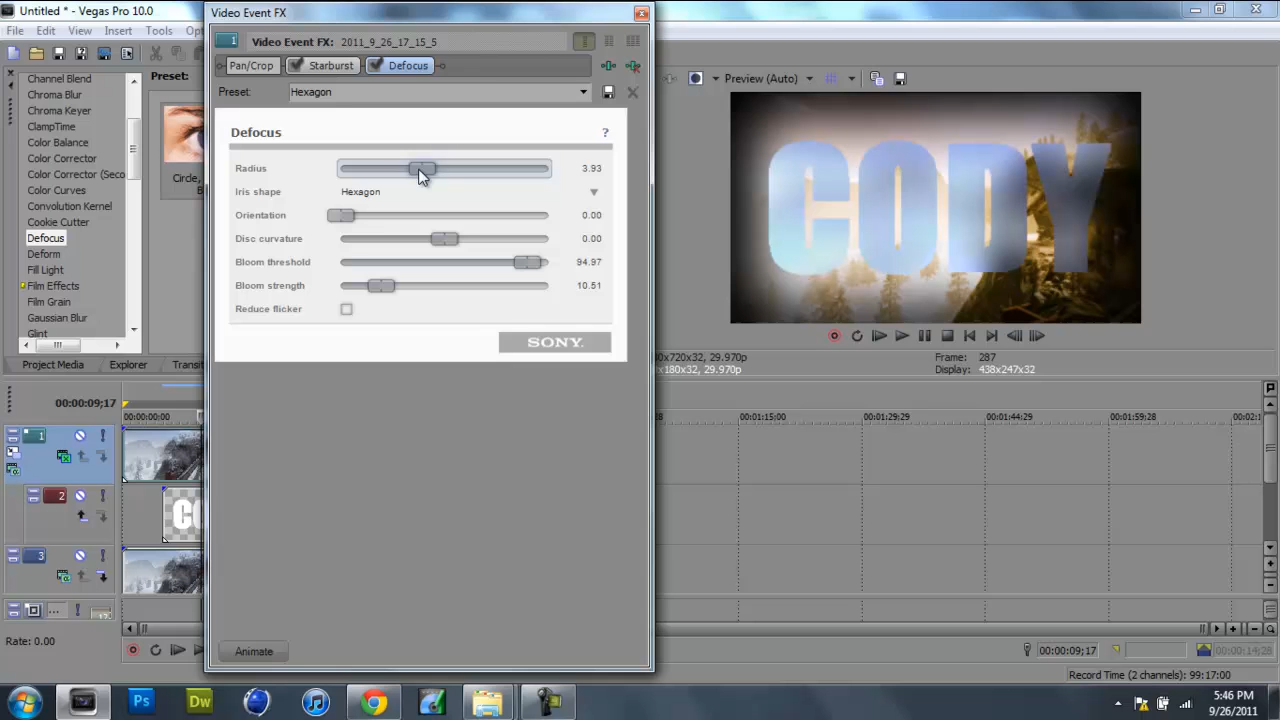 Untitled * - Vegas Pro 10.0
File Edit View Insert Tools
Channel Blend
Chroma Blur
Chroma Keyer
ClampTime
Color Balance
Color Corrector
Color Corrector (Seco
Color Curves
Convolution Kernel
Cookie Cutter
Defocus
Deform
Fill Light
Film Effects
Film Grain
Gaussian Blur
Glint
Preset:
Circle,
Project Media
Explorer
Transit
Video Event FX
1
Video Event FX: 2011_9_26_17_15_5
Pan/Crop Starburst Defocus
Preset: Hexagon
Defocus ?
Radius 3.93
Iris shape Hexagon
Orientation 0.00
Disc curvature 0.00
Bloom threshold 94.97
Bloom strength 10.51
Reduce flicker
SONY
Animate
Preview (Auto)
CODY
0x720x32, 29.970p
x180x32, 29.970p
Frame: 287
Display: 438x247x32
00:00:09;17
00:00:00:00
00:01:15:00 00:01:29:29 00:01:44:29 00:01:59:28 00:02:1
1
2
3
Rate: 0.00
00:00:09;17
00:00:14;28
Record Time (2 channels): 99:17:00
Ps
Dw
5:46 PM
9/26/2011